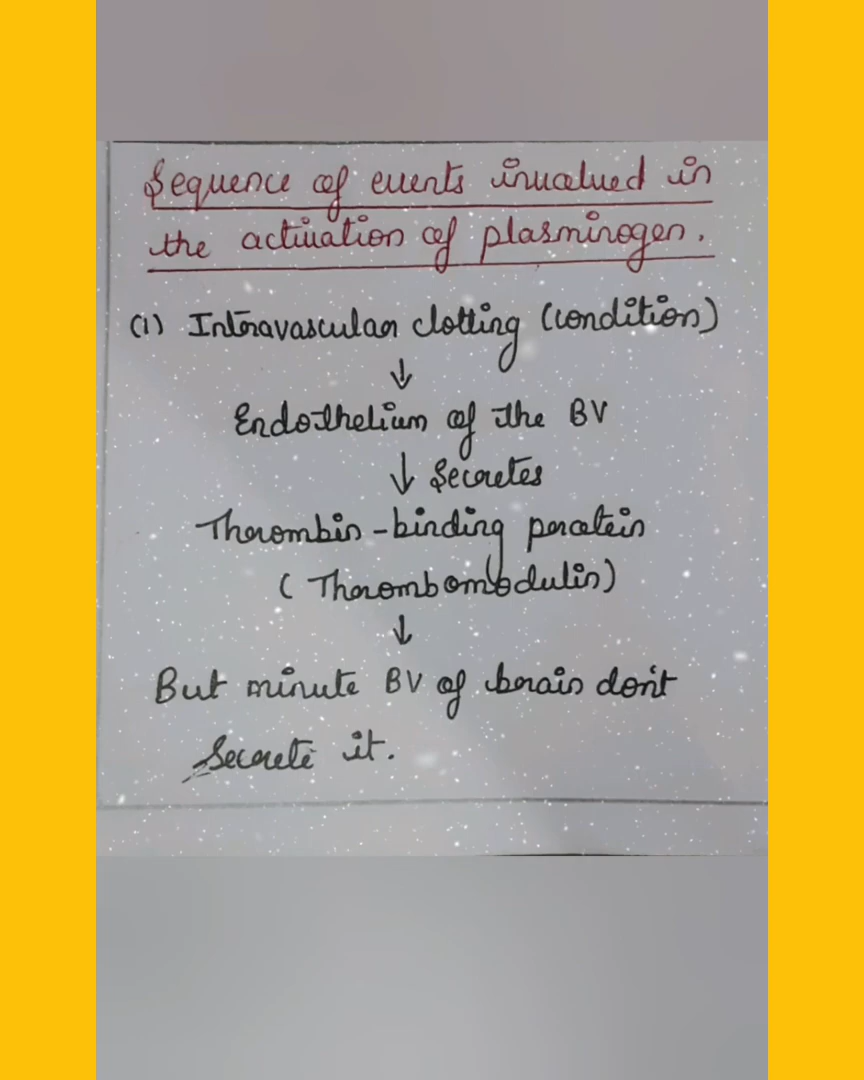 Sequence of events involved in
the activation of plasminogen.
(1) Intravascular clotting (condition)
↓
Endothelium of the BV
↓ Secretes
Thrombin-binding protein
(Thrombomodulin)
↓
But minute BV of brain don't
Secrete it.